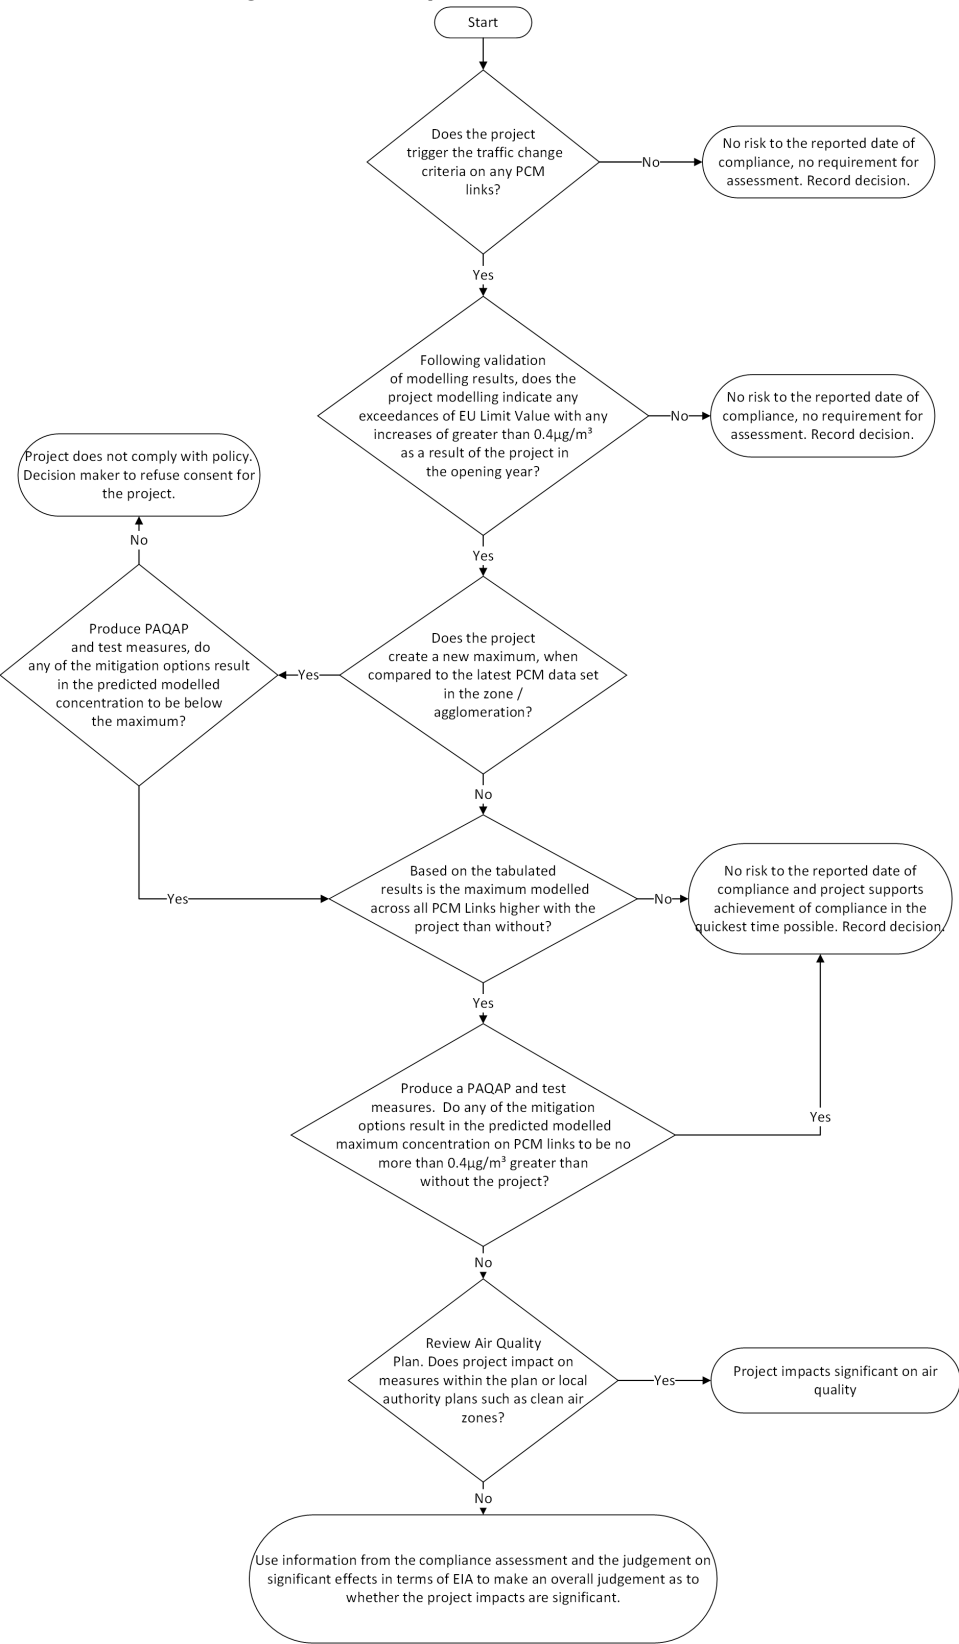 Start
Does the project
trigger the traffic change
criteria on any PCM
links?
No
No risk to the reported date of
compliance, no requirement for
assessment. Record decision.
Yes
Following validation
of modelling results, does the
project modelling indicate any
exceedances of EU Limit Value with any
increases of greater than 0.4µg/m³
as a result of the project in
the opening year?
No
No risk to the reported date of
compliance, no requirement for
assessment. Record decision.
Project does not comply with policy.
Decision maker to refuse consent for
the project.
No
Yes
Produce PAQAP
and test measures, do
any of the mitigation options result
in the predicted modelled
concentration to be below
the maximum?
Yes
Does the project
create a new maximum, when
compared to the latest PCM data set
in the zone /
agglomeration?
No
Yes
Based on the tabulated
results is the maximum modelled
across all PCM Links higher with the
project than without?
No
No risk to the reported date of
compliance and project supports
achievement of compliance in the
quickest time possible. Record decision.
Yes
Produce a PAQAP and test
measures.  Do any of the mitigation
options result in the predicted modelled
maximum concentration on PCM links to be no
more than 0.4µg/m³ greater than
without the project?
Yes
No
Review Air Quality
Plan. Does project impact on
measures within the plan or local
authority plans such as clean air
zones?
Yes
Project impacts significant on air
quality
No
Use information from the compliance assessment and the judgement on
significant effects in terms of EIA to make an overall judgement as to
whether the project impacts are significant.